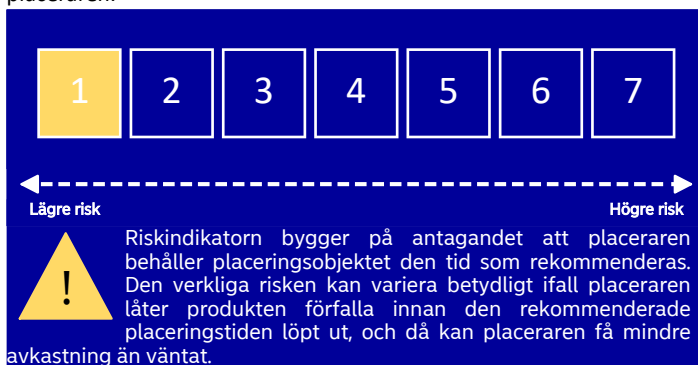 1 2 3 4 5 6 7
Lägre risk Högre risk
Riskindikatorn bygger på antagandet att placeraren
behåller placeringsobjektet den tid som rekommenderas.
Den verkliga risken kan variera betydligt ifall placeraren
! låter produkten förfalla innan den rekommenderade
placeringstiden löpt ut, och då kan placeraren få mindre
avkastning än väntat.